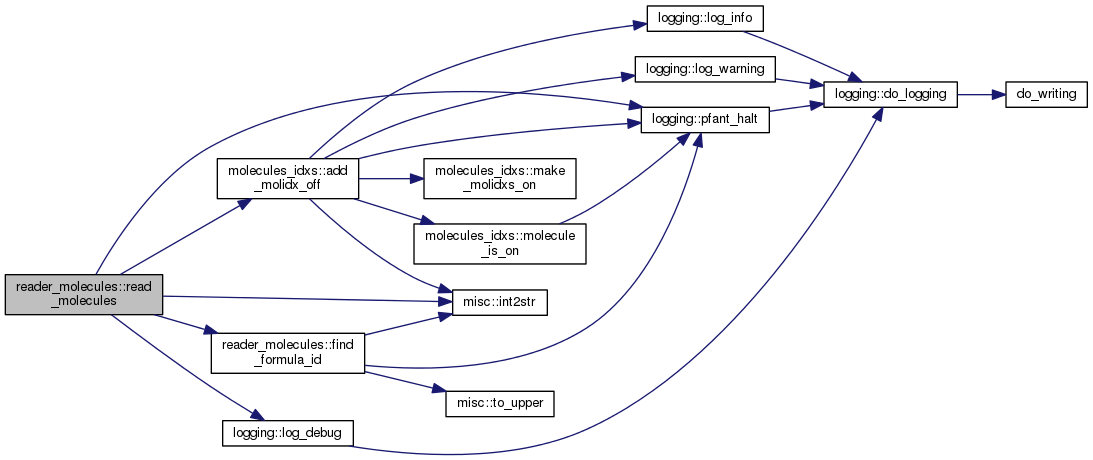 logging::log_info
logging::log_warning
logging::do_logging
do_writing
logging::pfant_halt
molecules_idxs::add
_molidx_off
molecules_idxs::make
_molidxs_on
molecules_idxs::molecule
_is_on
reader_molecules::read
_molecules
misc::int2str
reader_molecules::find
_formula_id
misc::to_upper
logging::log_debug